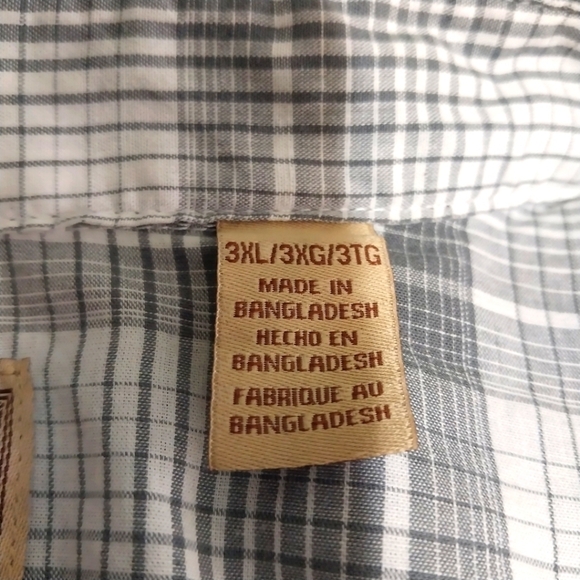 3XL/3XG/3TG
MADE IN
BANGLADESH
HECHO EN
BANGLADESH
FABRIQUE AU
BANGLADESH